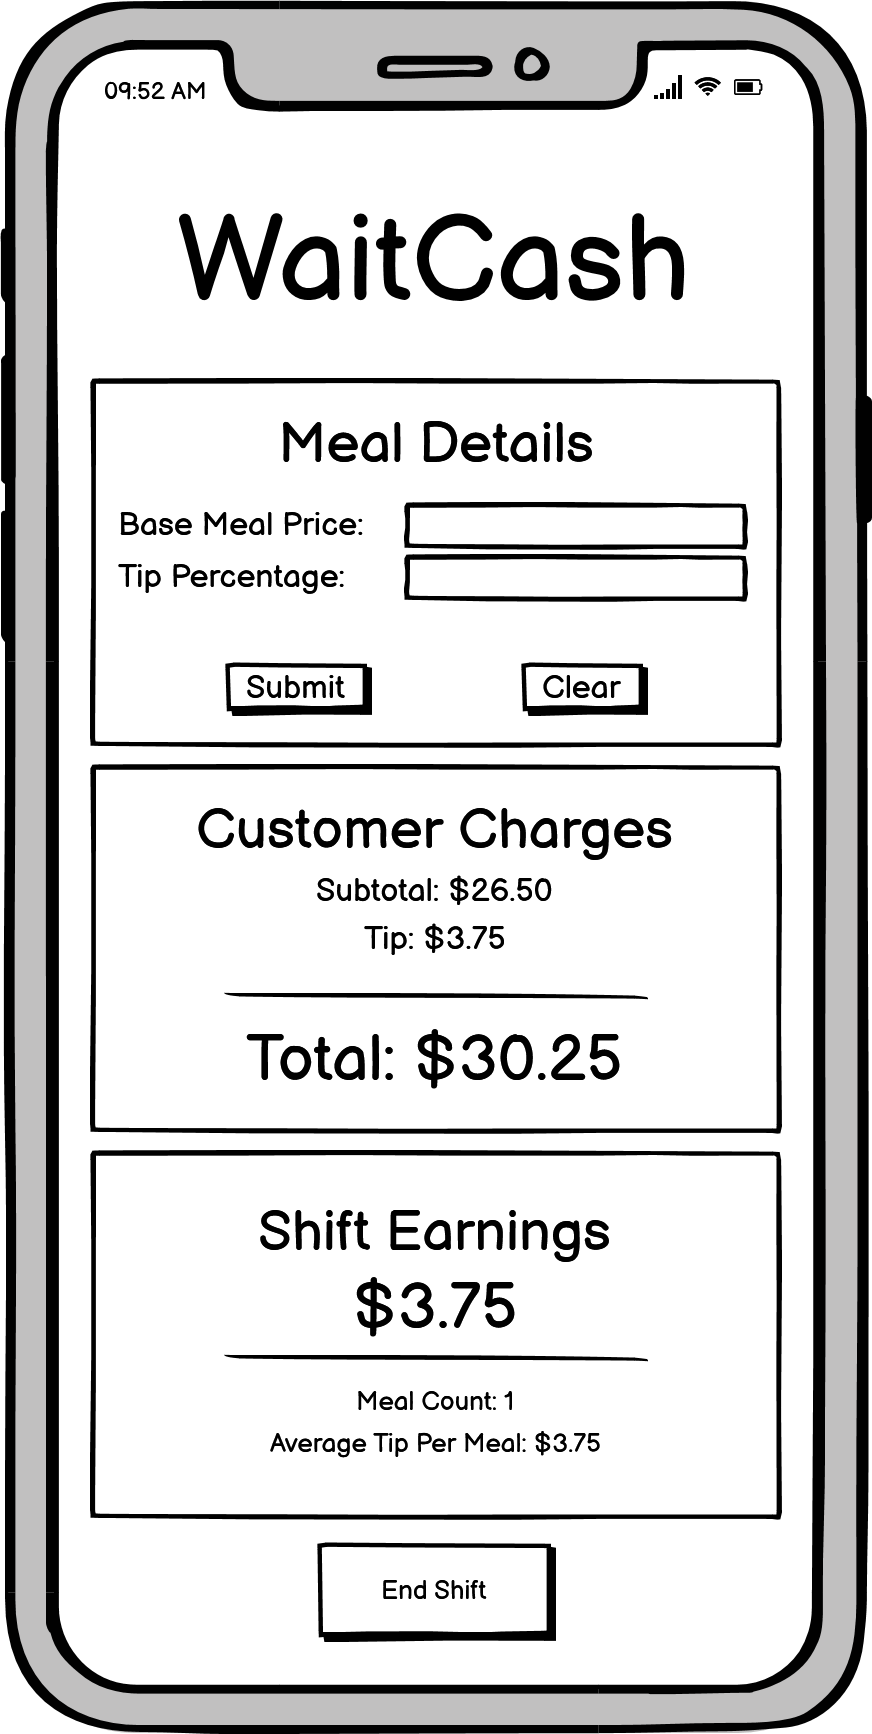 09:52 AM
WaitCash
Meal Details
Base Meal Price:
Tip Percentage:
Submit
Clear
Customer Charges
Subtotal: $26.50
Tip: $3.75
Total: $30.25
Shift Earnings
$3.75
Meal Count: 1
Average Tip Per Meal: $3.75
End Shift